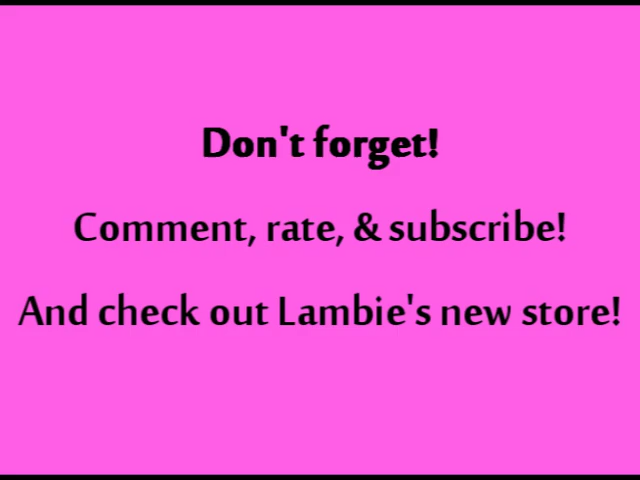 Don't forget!
Comment, rate, & subscribe!
And check out Lambie's new store!